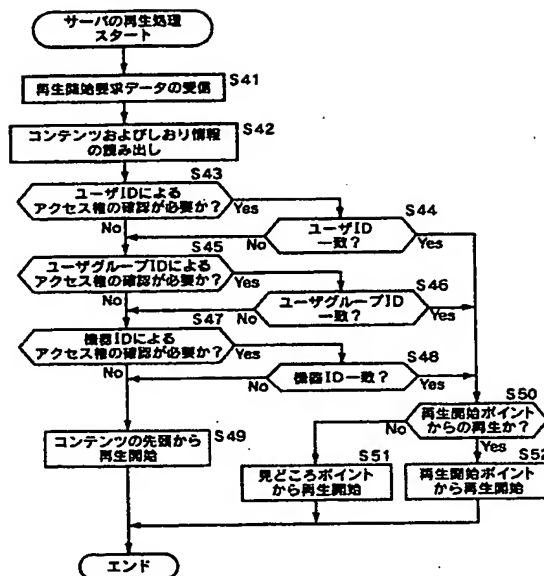 サーバの再生処理
スタート
S41
再生開始要求データの受信
S42
コンテンツおよびしおり情報
の読み出し
S43
ユーザIDによる
アクセス権の確認が必要か?
Yes
No
S44
ユーザID
一致?
No
Yes
S45
ユーザグループIDによる
アクセス権の確認が必要か?
Yes
No
S46
ユーザグループID
一致?
No
Yes
S47
機器IDによる
アクセス権の確認が必要か?
Yes
No
S48
機器ID一致?
No
Yes
S50
再生開始ポイント
からの再生か?
No
Yes
S49
コンテンツの先頭から
再生開始
S51
見どころポイント
から再生開始
S52
再生開始ポイント
から再生開始
エンド